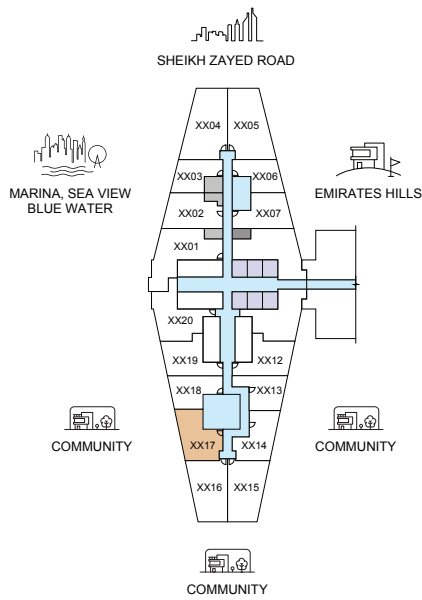 SHEIKH ZAYED ROAD
XX04 XX05
MARINA, SEA VIEW
BLUE WATER
XX03 XX06
EMIRATES HILLS
XX02 XX07
XX01
XX20
XX19 XX12
XX18 XX13
COMMUNITY
XX17 XX14
COMMUNITY
XX16 XX15
COMMUNITY